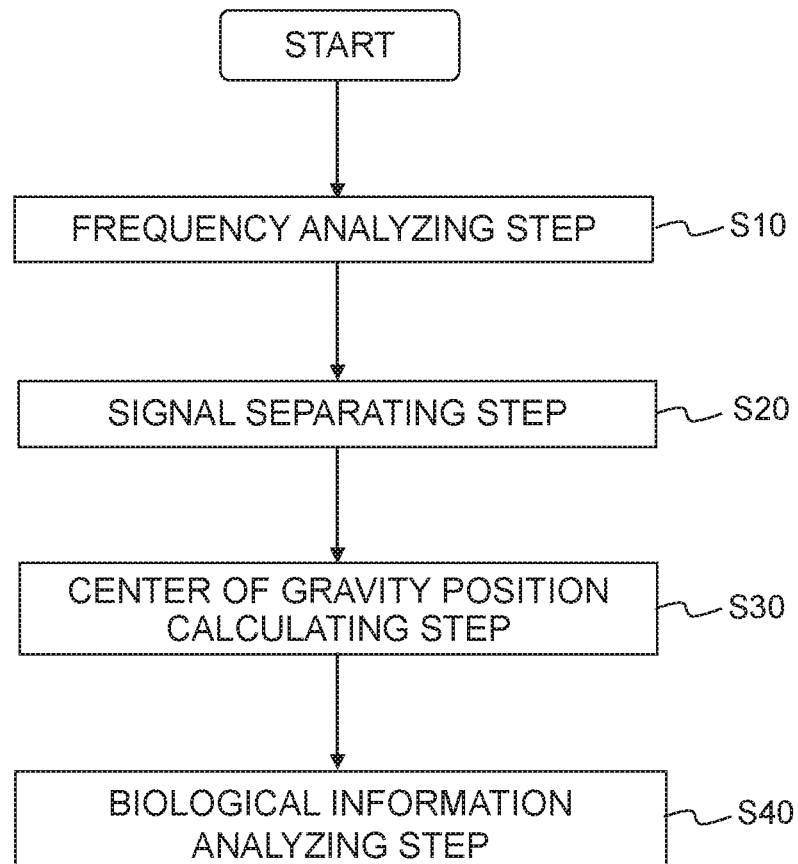 START
FREQUENCY ANALYZING STEP
S10
SIGNAL SEPARATING STEP
S20
CENTER OF GRAVITY POSITION
CALCULATING STEP
S30
BIOLOGICAL INFORMATION
ANALYZING STEP
S40